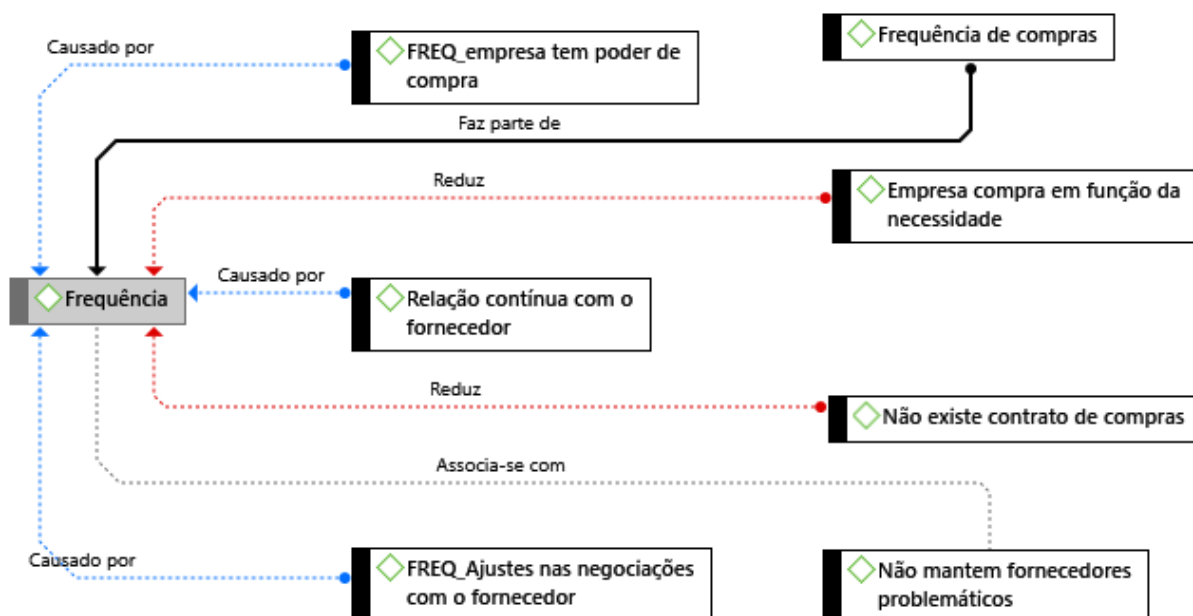 Causado por
FREQ_empresa tem poder de
compra
Frequência de compras
Faz parte de
Reduz
Empresa compra em função da
necessidade
Frequência
Causado por
Relação contínua com o
fornecedor
Reduz
Não existe contrato de compras
Associa-se com
Causado por
FREQ_Ajustes nas negociações
com o fornecedor
Não mantem fornecedores
problemáticos